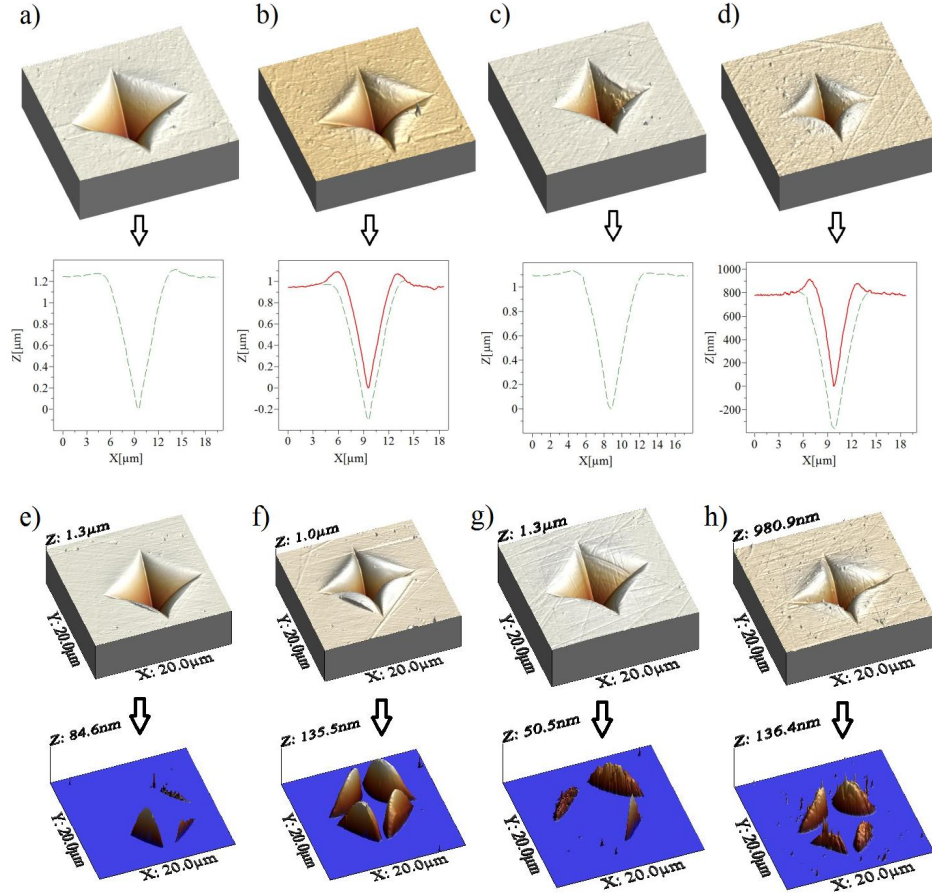 a)
b)
c)
d)
Z[µm]
1.2
1
0.8
0.6
0.4
0.2
0
0 3 6 9 12 15 18
X[µm]
Z[µm]
1
0.8
0.6
0.4
0.2
0
-0.2
0 3 6 9 12 15 18
X[µm]
Z[µm]
1
0.8
0.6
0.4
0.2
0
0 2 4 6 8 10 12 14 16
X[µm]
Z[nm]
1000
800
600
400
200
0
-200
0 3 6 9 12 15 18
X[µm]
e)
f)
g)
h)
Z: 1.3µm
Y: 20.0µm
X: 20.0µm
Z: 1.0µm
Y: 20.0µm
X: 20.0µm
Z: 1.3µm
Y: 20.0µm
X: 20.0µm
Z: 980.9nm
Y: 20.0µm
X: 20.0µm
Z: 84.6nm
Y: 20.0µm
X: 20.0µm
Z: 135.5nm
Y: 20.0µm
X: 20.0µm
Z: 50.5nm
Y: 20.0µm
X: 20.0µm
Z: 136.4nm
Y: 20.0µm
X: 20.0µm